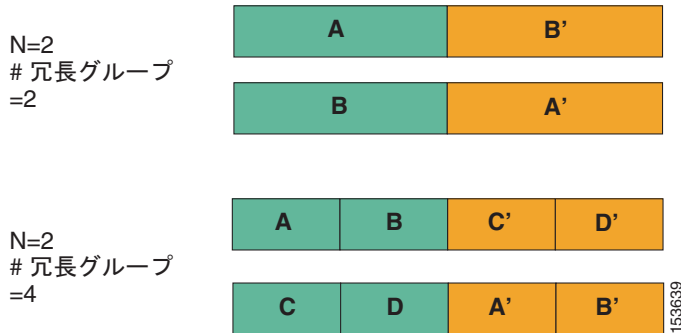 N=2
# 冗長グループ
=2
A B’
B A’
N=2
# 冗長グループ
=4
A B C’ D’
C D A’ B’
153639